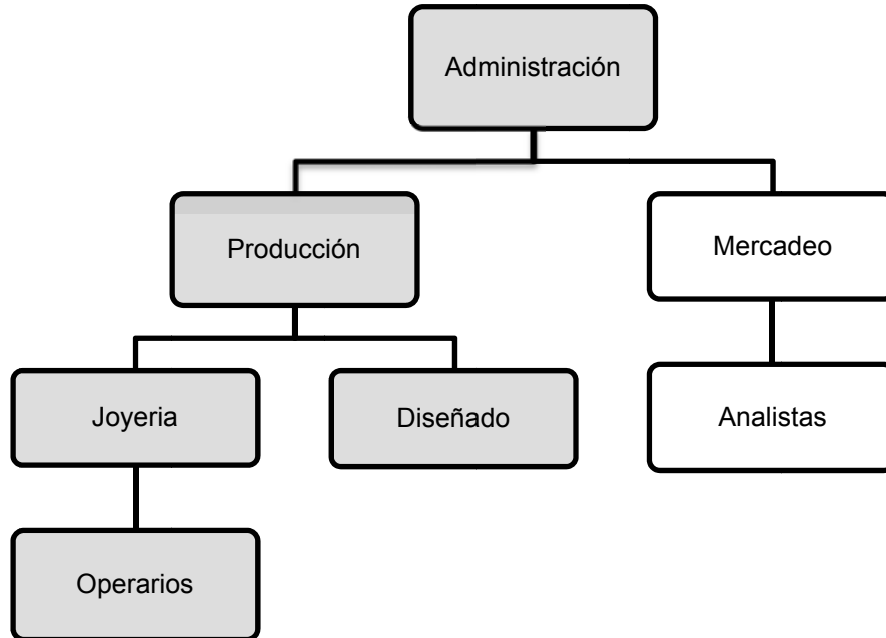 Administración
Producción
Mercadeo
Joyeria
Diseñado
Analistas
Operarios